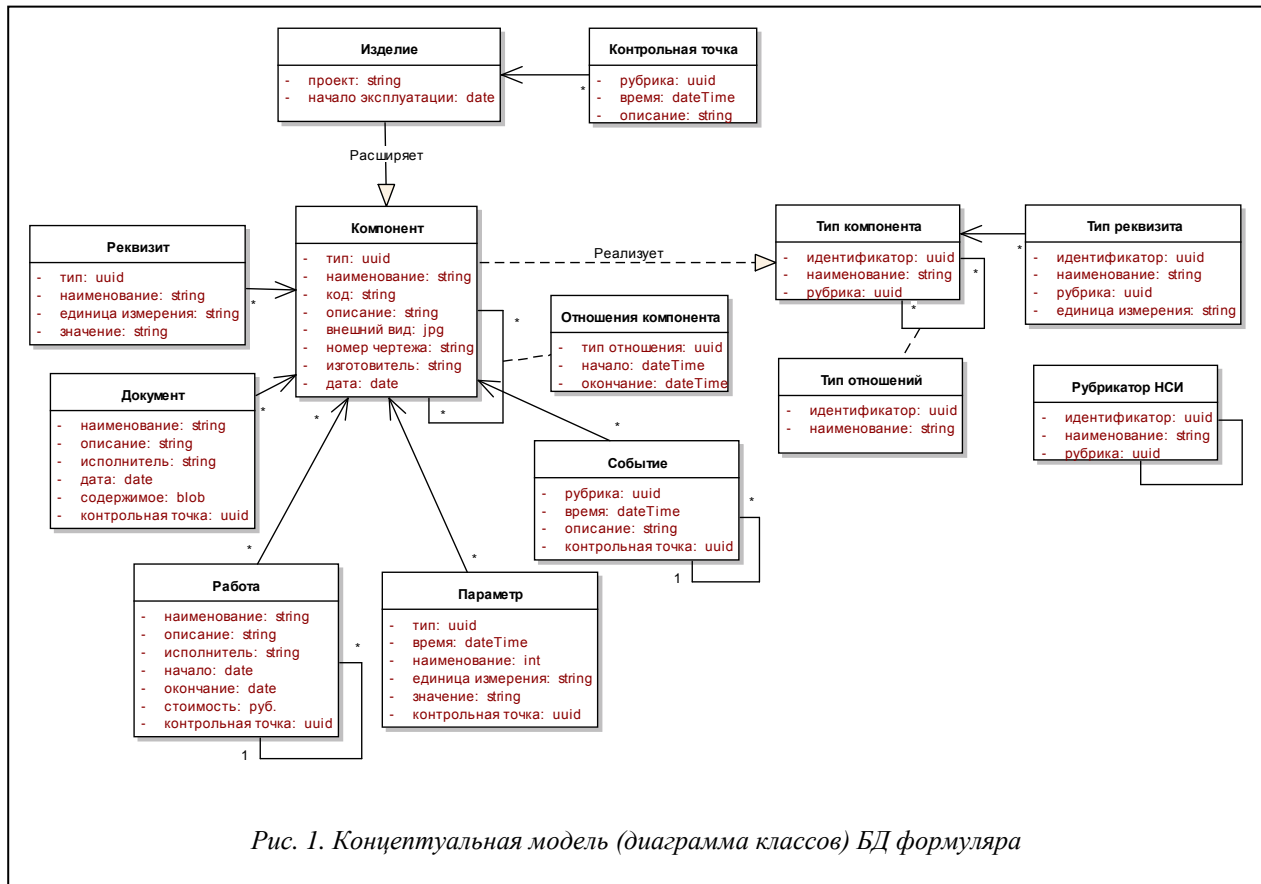 Изделие
- проект: string
- начало эксплуатации: date
Контрольная точка
- рубрика: uuid
- время: dateTime
- описание: string
*
Расширяет
Реквизит
- тип: uuid
- наименование: string
- единица измерения: string
- значение: string
*
Компонент
- тип: uuid
- наименование: string
- код: string
- описание: string
- внешний вид: jpg
- номер чертежа: string
- изготовитель: string
- дата: date
*
*
Реализует
Тип компонента
- идентификатор: uuid
- наименование: string
- рубрика: uuid
*
*
Тип реквизита
- идентификатор: uuid
- наименование: string
- рубрика: uuid
- единица измерения: string
*
Отношения компонента
- тип отношения: uuid
- начало: dateTime
- окончание: dateTime
Тип отношений
- идентификатор: uuid
- наименование: string
Рубрикатор НСИ
- идентификатор: uuid
- наименование: string
- рубрика: uuid
Документ
- наименование: string
- описание: string
- исполнитель: string
- дата: date
- содержимое: blob
- контрольная точка: uuid
*
*
*
Событие
- рубрика: uuid
- время: dateTime
- описание: string
- контрольная точка: uuid
*
1
Работа
- наименование: string
- описание: string
- исполнитель: string
- начало: date
- окончание: date
- стоимость: руб.
- контрольная точка: uuid
*
*
1
Параметр
- тип: uuid
- время: dateTime
- наименование: int
- единица измерения: string
- значение: string
- контрольная точка: uuid
*
Рис. 1. Концептуальная модель (диаграмма классов) БД формуляра